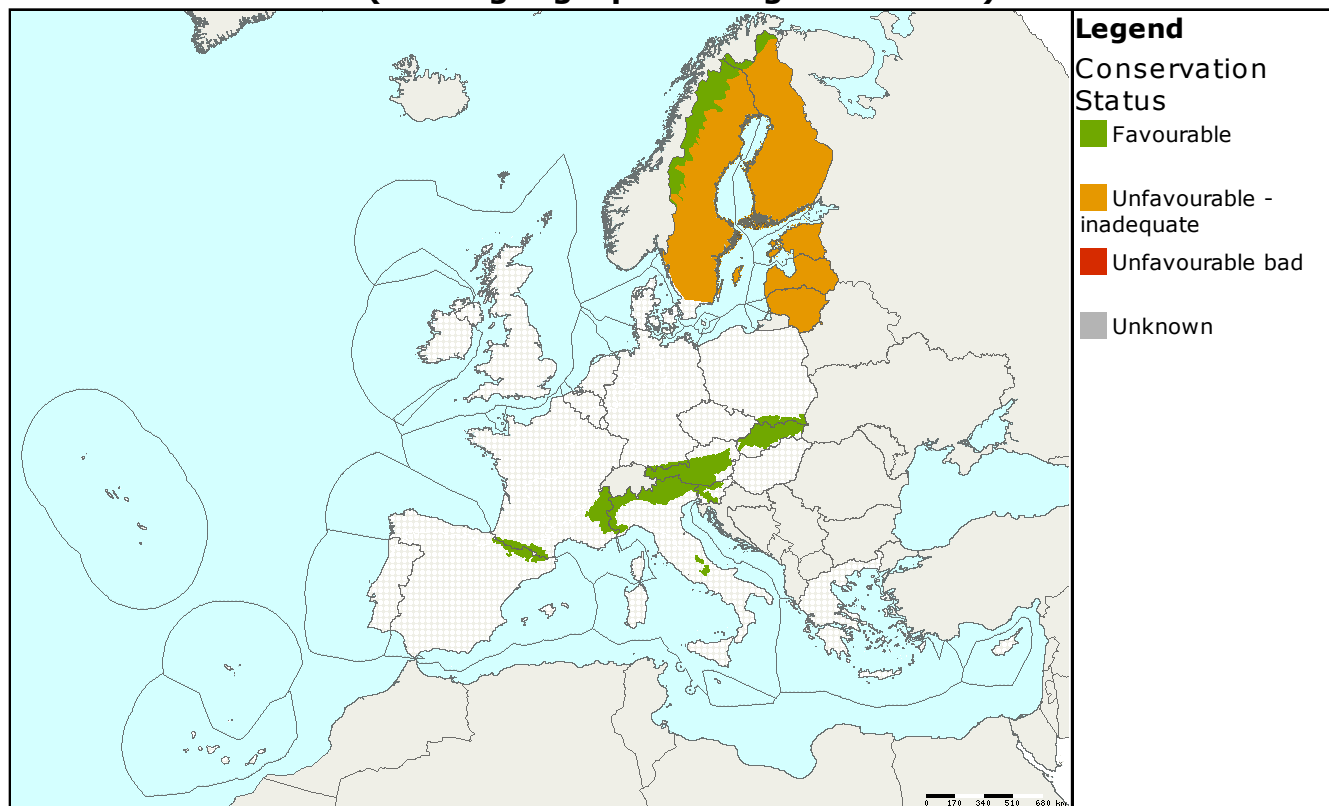 Legend
Conservation
Status
Favourable
Unfavourable -
inadequate
Unfavourable bad
Unknown
0 170 340 510 680 km